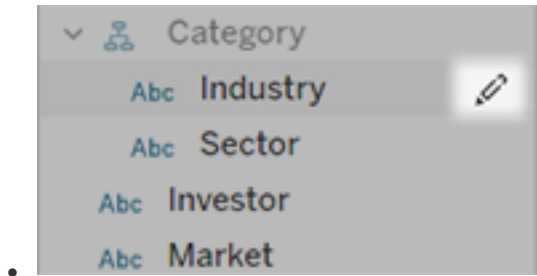 Category
Abc Industry
Abc Sector
Abc Investor
Abc Market